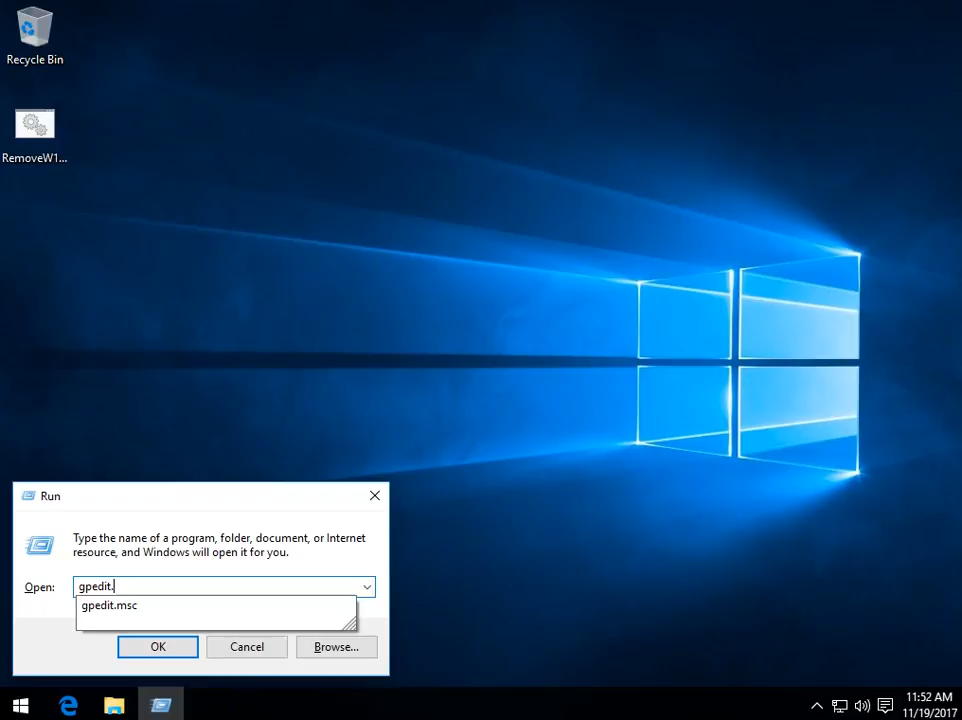 Recycle Bin
RemoveW1...
Run
Type the name of a program, folder, document, or Internet
resource, and Windows will open it for you.
Open:
gpedit.
gpedit.msc
OK
Cancel
Browse...
11:52 AM
11/19/2017